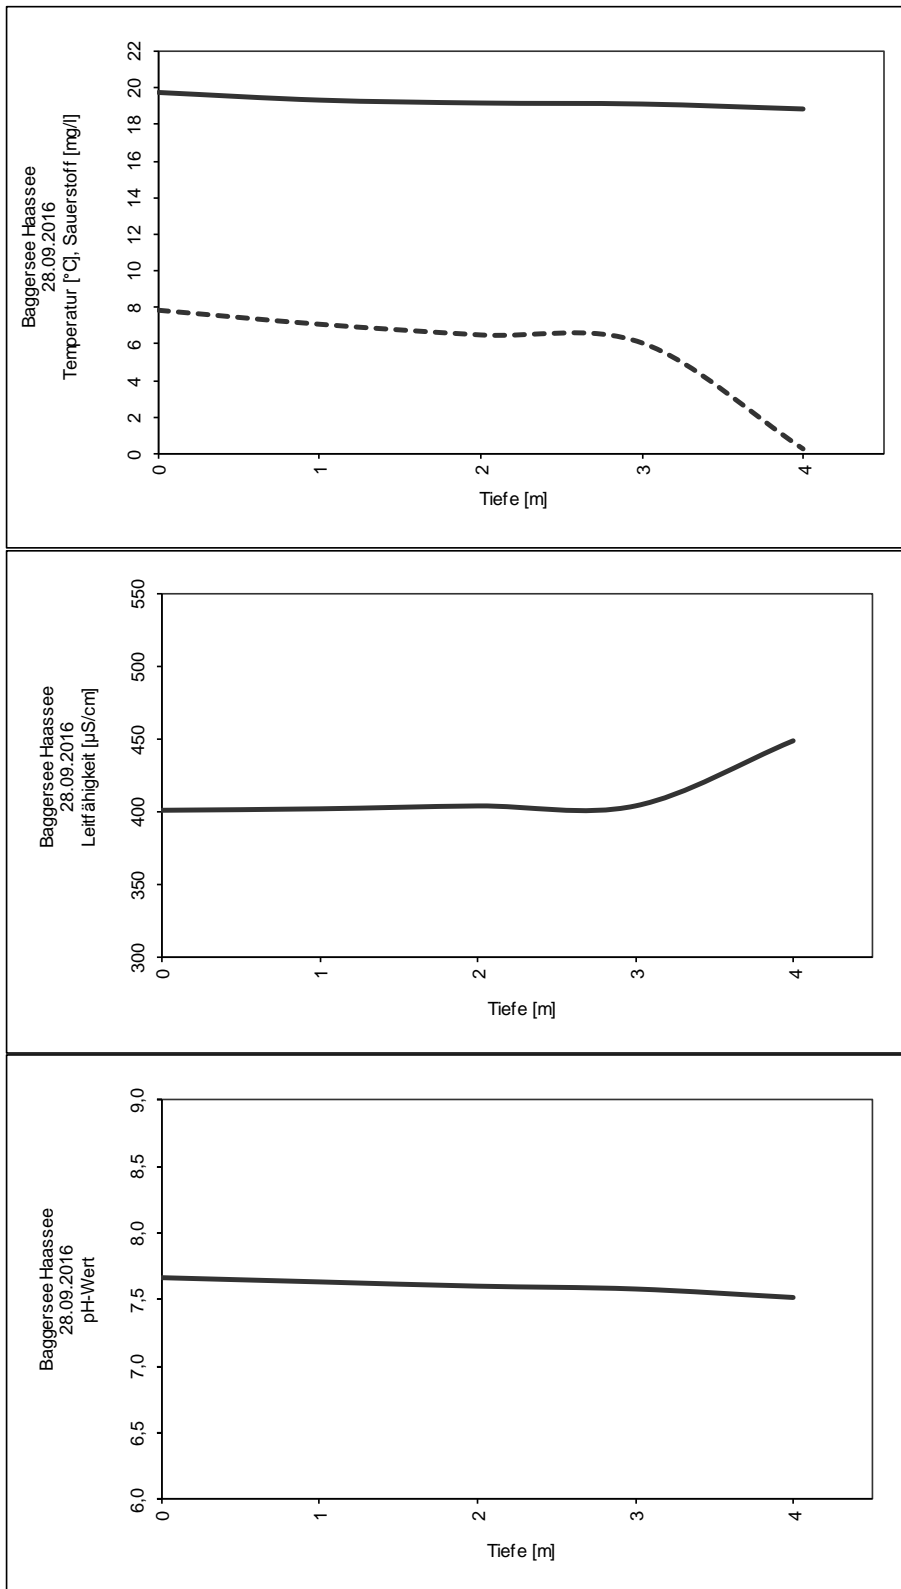 Baggersee Haassee
28.09.2016
Temperatur [°C], Sauerstoff [mg/l]
22
20
18
16
14
12
10
8
6
4
2
0
0 1 2 3 4
Tiefe [m]
Baggersee Haassee
28.09.2016
Leitfähigkeit [µS/cm]
550
500
450
400
350
300
0 1 2 3 4
Tiefe [m]
Baggersee Haassee
28.09.2016
pH-Wert
9,0
8,5
8,0
7,5
7,0
6,5
6,0
0 1 2 3 4
Tiefe [m]